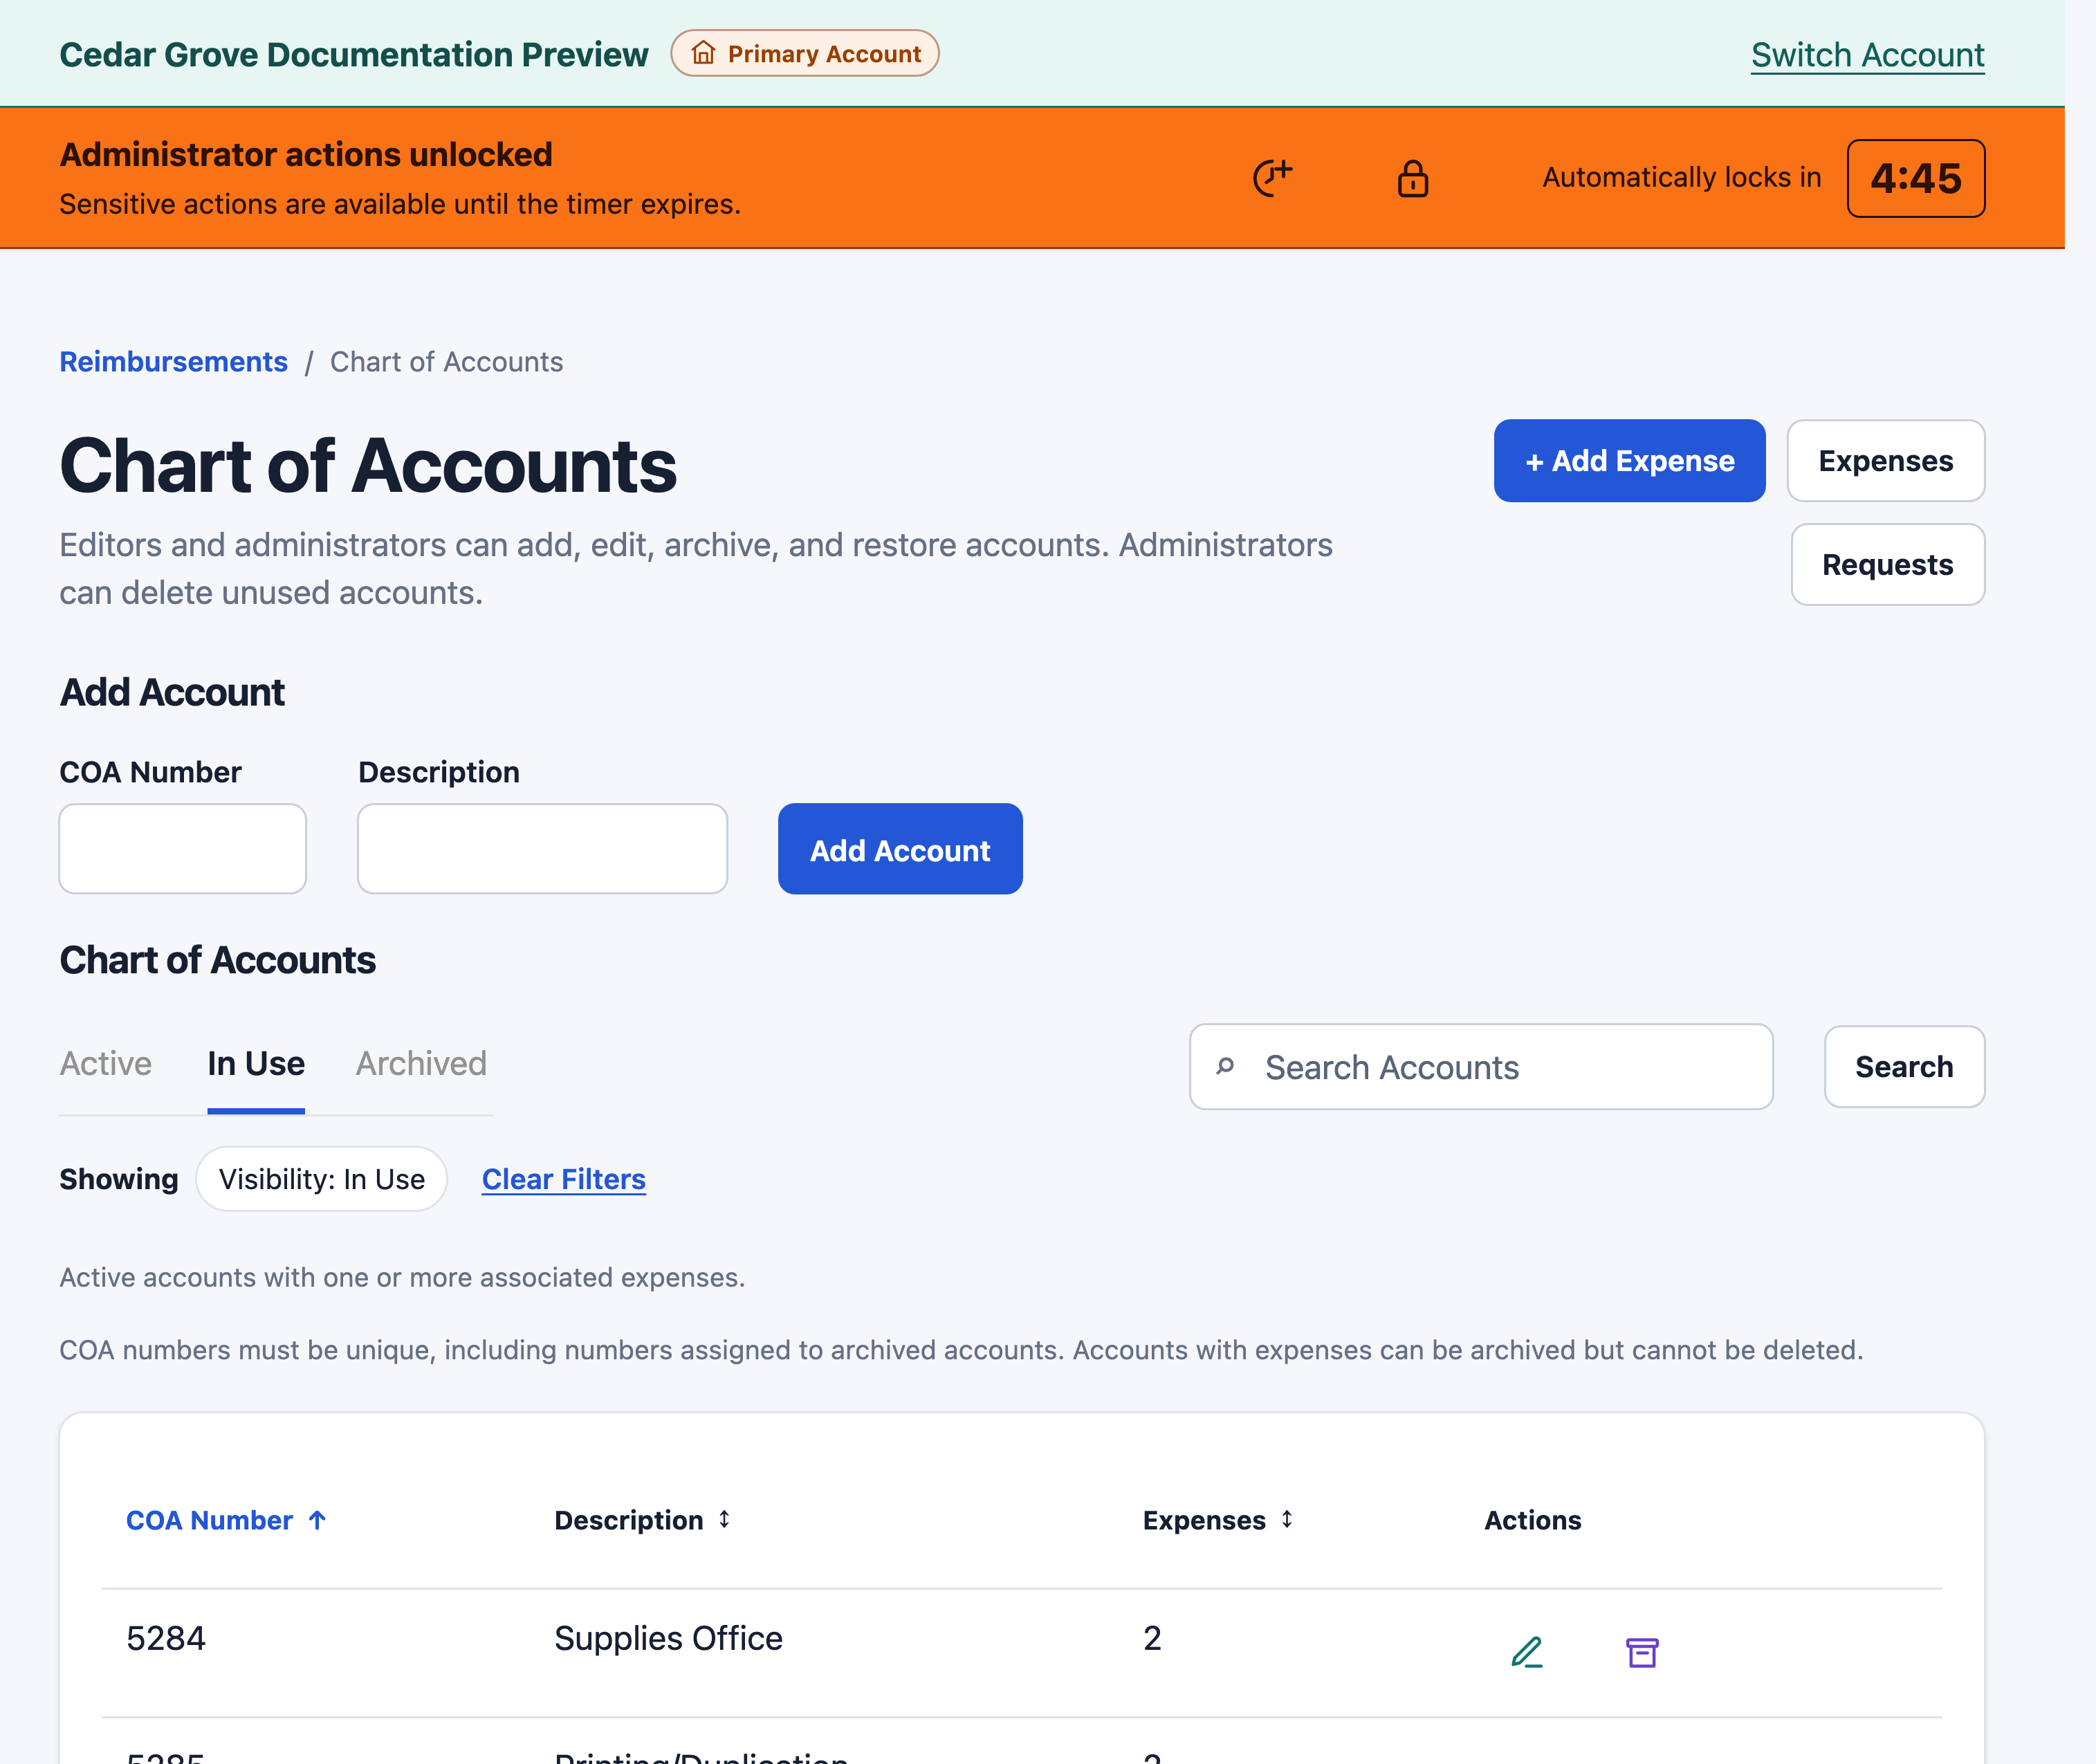 Cedar Grove Documentation Preview
Primary Account
Switch Account
Administrator actions unlocked
Sensitive actions are available until the timer expires.
Automatically locks in
4:45
Reimbursements / Chart of Accounts
Chart of Accounts
+ Add Expense
Expenses
Requests
Editors and administrators can add, edit, archive, and restore accounts. Administrators
can delete unused accounts.
Add Account
COA Number
Description
Add Account
Chart of Accounts
Active
In Use
Archived
Search Accounts
Search
Showing
Visibility: In Use
Clear Filters
Active accounts with one or more associated expenses.
COA numbers must be unique, including numbers assigned to archived accounts. Accounts with expenses can be archived but cannot be deleted.
COA Number ↑
Description ↕
Expenses ↕
Actions
5284
Supplies Office
2
5285
Printing/Duplication